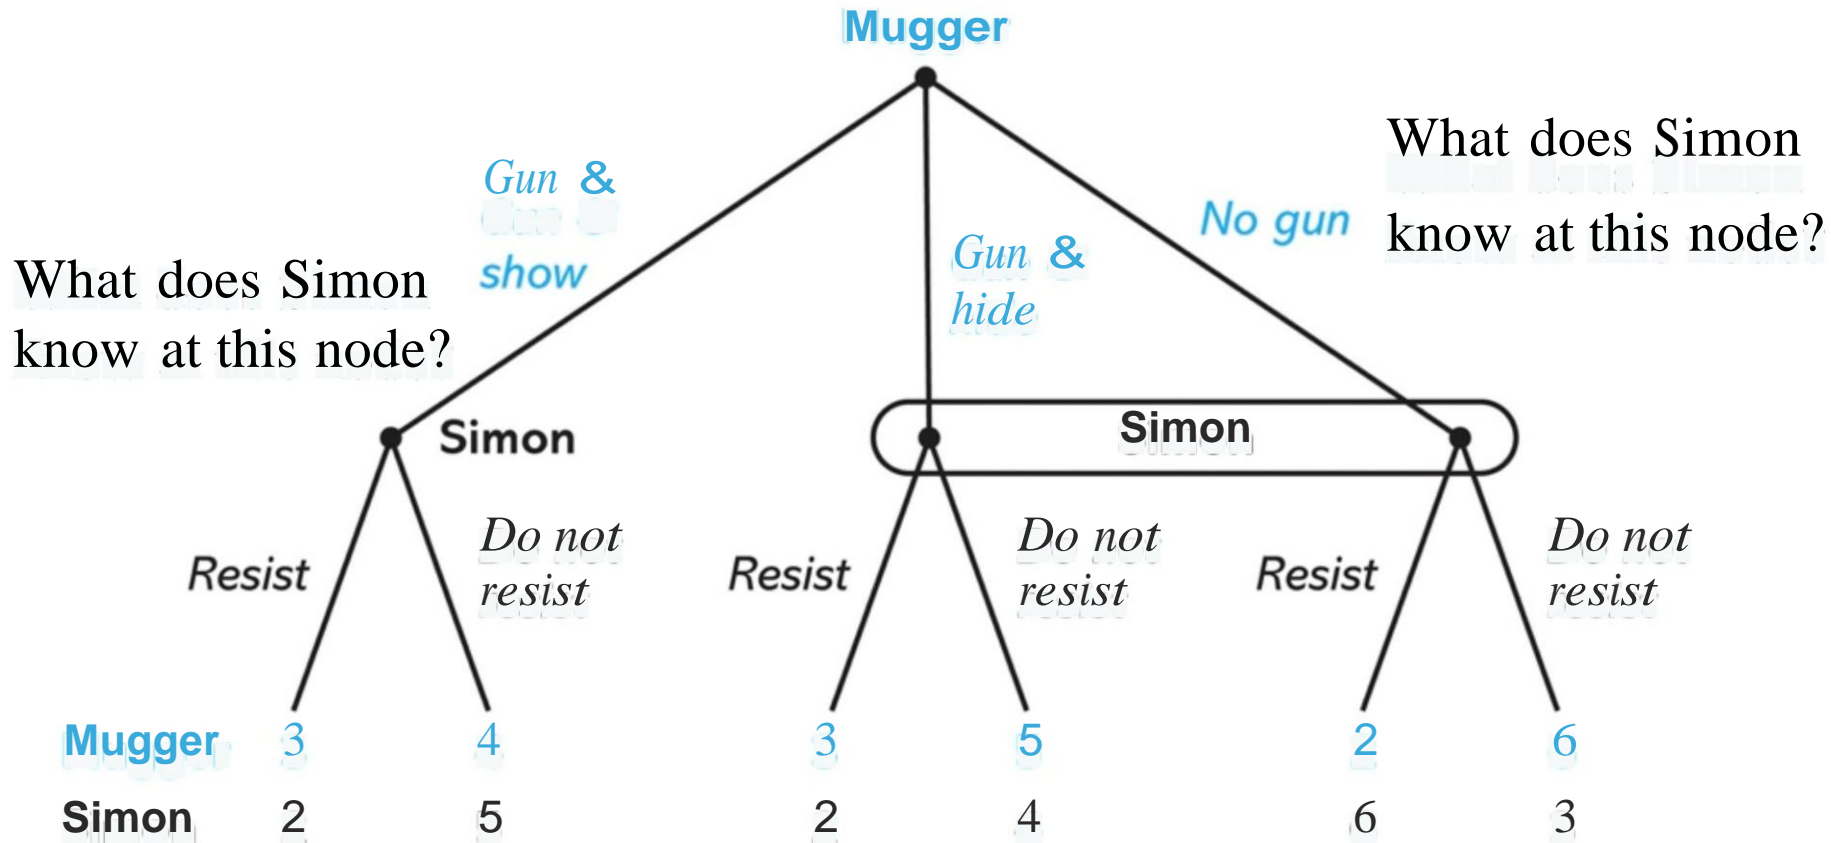 Mugger
What does Simon
know at this node?
Gun &
show
Gun &
hide
No gun
What does Simon
know at this node?
Simon
Simon
Resist
Do not
resist
Resist
Do not
resist
Resist
Do not
resist
Mugger 3 4 3 5 2 6
Simon 2 5 2 4 6 3